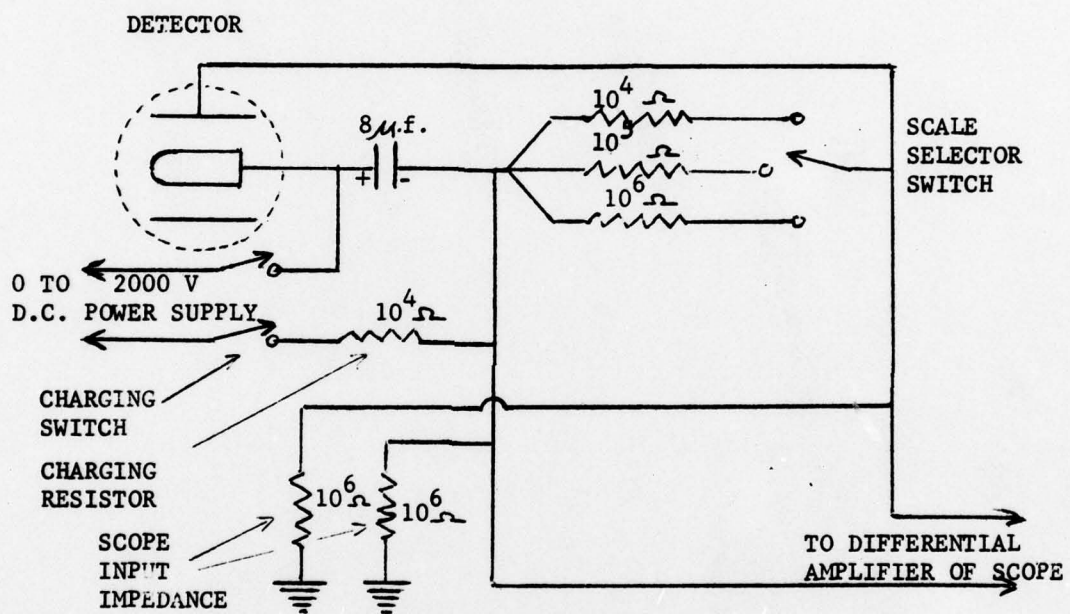 DETECTOR
8μ.f.
+ -
10⁴ Ω
10⁵ Ω
10⁶ Ω
SCALE
SELECTOR
SWITCH
0 TO 2000 V
D.C. POWER SUPPLY
10⁴ Ω
CHARGING
SWITCH
CHARGING
RESISTOR
10⁶ Ω
10⁶ Ω
SCOPE
INPUT
IMPEDANCE
TO DIFFERENTIAL
AMPLIFIER OF SCOPE